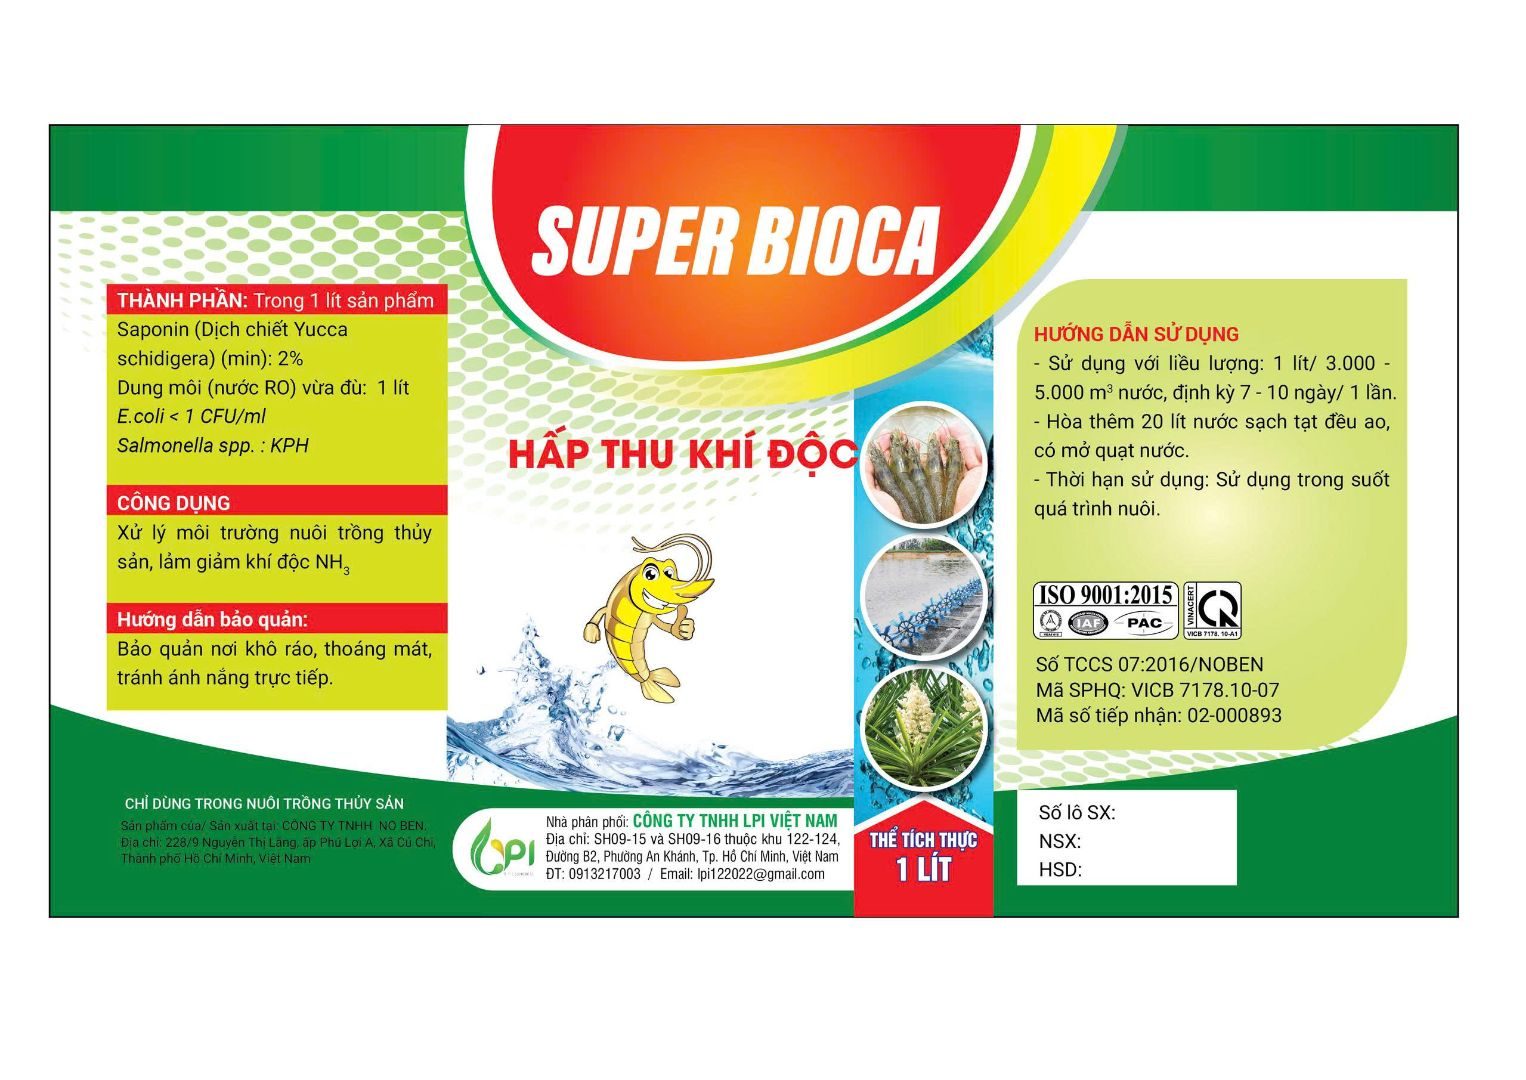 SUPER BIOCA
THÀNH PHẦN: Trong 1 lít sản phẩm
Saponin (Dịch chiết Yucca
schidigera) (min): 2%
Dung môi (nước RO) vừa đủ: 1 lít
E.coli < 1 CFU/ml
Salmonella spp. : KPH
CÔNG DỤNG
Xử lý môi trường nuôi trồng thủy
sản, làm giảm khí độc NH3
Hướng dẫn bảo quản:
Bảo quản nơi khô ráo, thoáng mát,
tránh ánh nắng trực tiếp.
CHỈ DÙNG TRONG NUÔI TRỒNG THỦY SẢN
Sản phẩm của/ Sản xuất tại: CÔNG TY TNHH NO BEN.
Địa chỉ: 228/9 Nguyễn Thị Lắng, ấp Phú Lợi A, Xã Củ Chi,
Thành phố Hồ Chí Minh, Việt Nam
HẤP THU KHÍ ĐỘC
LPI
Nhà phân phối: CÔNG TY TNHH LPI VIỆT NAM
Địa chỉ: SH09-15 và SH09-16 thuộc khu 122-124,
Đường B2, Phường An Khánh, Tp. Hồ Chí Minh, Việt Nam
ĐT: 0913217003 / Email: lpi122022@gmail.com
THỂ TÍCH THỰC
1 LÍT
HƯỚNG DẪN SỬ DỤNG
- Sử dụng với liều lượng: 1 lít/ 3.000 -
5.000 m³ nước, định kỳ 7 - 10 ngày/ 1 lần.
- Hòa thêm 20 lít nước sạch tạt đều ao,
có mở quạt nước.
- Thời hạn sử dụng: Sử dụng trong suốt
quá trình nuôi.
ISO 9001:2015
IAF
PAC
VINACERT
VICB 7178. 10-A1
Số TCCS 07:2016/NOBEN
Mã SPHQ: VICB 7178.10-07
Mã số tiếp nhận: 02-000893
Số lô SX:
NSX:
HSD: